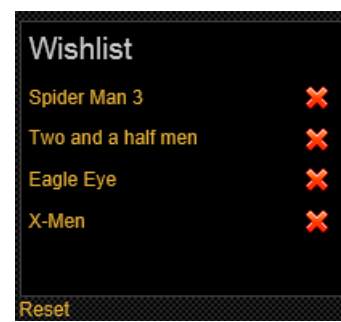 Wishlist
Spider Man 3
Two and a half men
Eagle Eye
X-Men
Reset